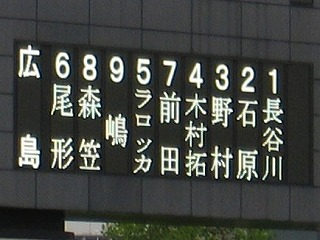 広島
6尾形
8森笠
9嶋
5ラロッカ
7前田
4木村拓
3野村
2石原
1長谷川